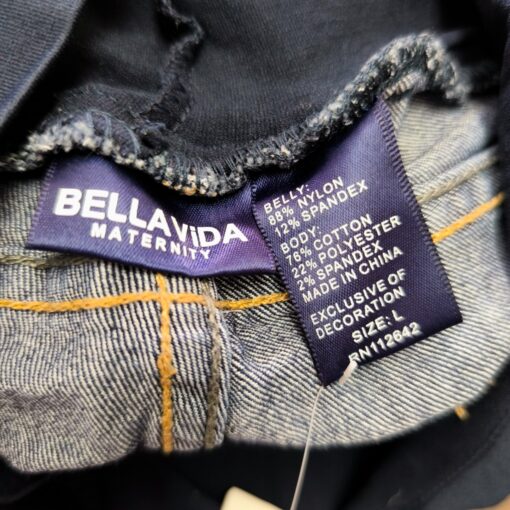 BELLAViDA
MATERNITY
BELLY:
88% NYLON
12% SPANDEX
BODY:
76% COTTON
22% POLYESTER
2% SPANDEX
MADE IN CHINA
EXCLUSIVE OF
DECORATION
SIZE: L
RN112642